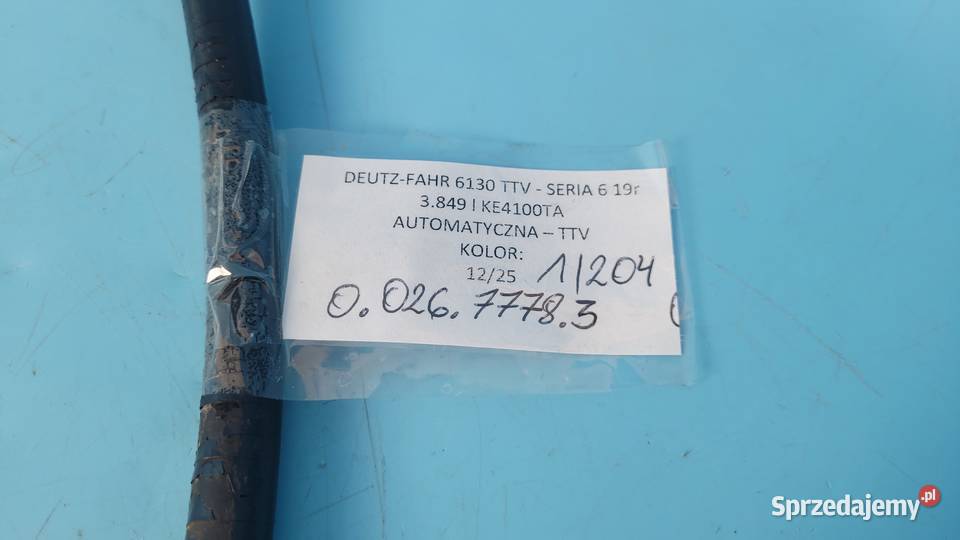 DEUTZ-FAHR 6130 TTV - SERIA 6 19r
3.849 l KE4100TA
AUTOMATYCZNA – TTV
KOLOR:
12/25 1/204
0.026.7778.3
Sprzedajemy.pl